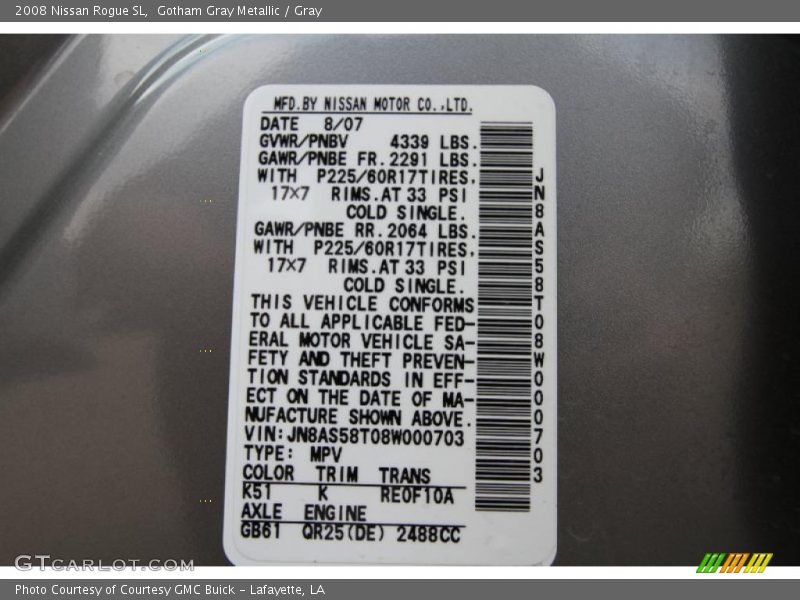 2008 Nissan Rogue SL,  Gotham Gray Metallic / Gray
MFD.BY NISSAN MOTOR CO.,LTD.
DATE 8/07
GVWR/PNBV 4339 LBS.
GAWR/PNBE FR.2291 LBS.
WITH P225/60R17TIRES,
17×7 RIMS.AT 33 PSI
COLD SINGLE.
GAWR/PNBE RR.2064 LBS.
WITH P225/60R17TIRES,
17×7 RIMS.AT 33 PSI
COLD SINGLE.
THIS VEHICLE CONFORMS
TO ALL APPLICABLE FED-
ERAL MOTOR VEHICLE SA-
FETY AND THEFT PREVEN-
TION STANDARDS IN EFF-
ECT ON THE DATE OF MA-
NUFACTURE SHOWN ABOVE.
VIN:JN8AS58T08W000703
TYPE: MPV
COLOR TRIM TRANS
K51 K RE0F10A
AXLE ENGINE
GB61 QR25(DE) 2488CC
JN8AS58T08W000703
GTCARLOT.COM
Photo Courtesy of Courtesy GMC Buick - Lafayette, LA